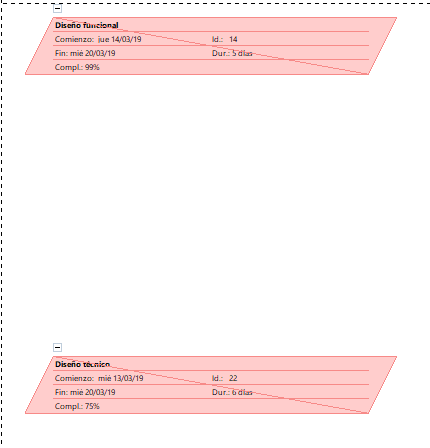 Diseño funcional
Comienzo: jue 14/03/19 Id.: 14
Fin: mié 20/03/19 Dur.: 5 días
Compl.: 99%
Diseño técnico
Comienzo: mié 13/03/19 Id.: 22
Fin: mié 20/03/19 Dur.: 6 días
Compl.: 75%